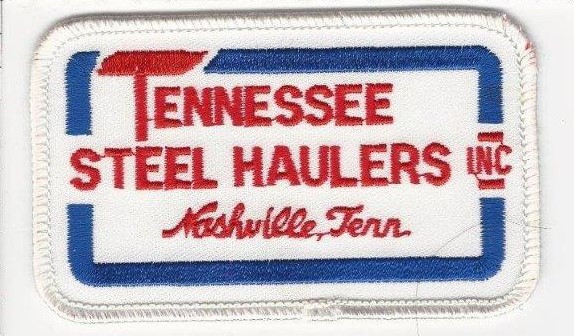 TENNESSEE
STEEL HAULERS INC
Nashville, Tenn.